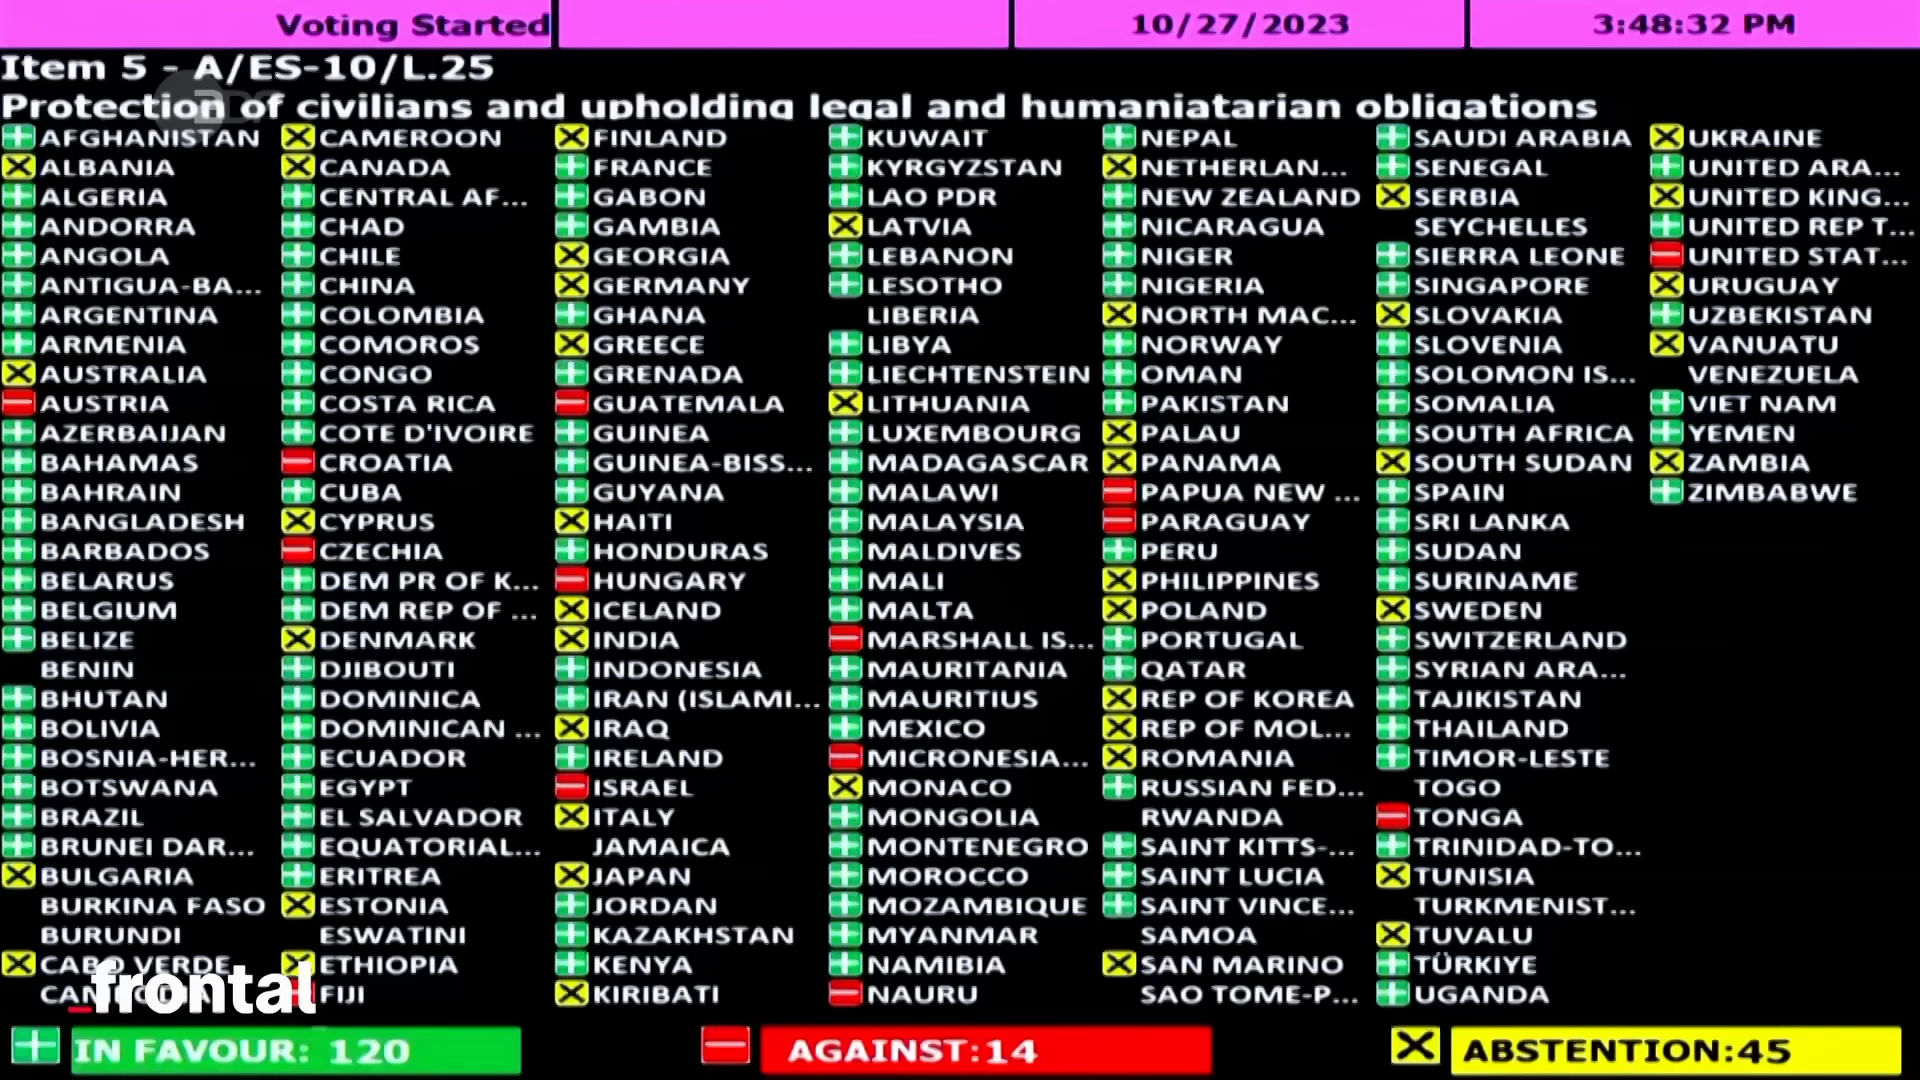 Voting Started 10/27/2023 3:48:32 PM
Item 5 - A/ES-10/L.25
Protection of civilians and upholding legal and humaniatarian obligations
AFGHANISTAN
ALBANIA
ALGERIA
ANDORRA
ANGOLA
ANTIGUA-BA...
ARGENTINA
ARMENIA
AUSTRALIA
AUSTRIA
AZERBAIJAN
BAHAMAS
BAHRAIN
BANGLADESH
BARBADOS
BELARUS
BELGIUM
BELIZE
BENIN
BHUTAN
BOLIVIA
BOSNIA-HER...
BOTSWANA
BRAZIL
BRUNEI DAR...
BULGARIA
BURKINA FASO
BURUNDI
CABO VERDE
CAMEROON
CANADA
CENTRAL AF...
CHAD
CHILE
CHINA
COLOMBIA
COMOROS
CONGO
COSTA RICA
COTE D'IVOIRE
CROATIA
CUBA
CYPRUS
CZECHIA
DEM PR OF K...
DEM REP OF ...
DENMARK
DJIBOUTI
DOMINICA
DOMINICAN ...
ECUADOR
EGYPT
EL SALVADOR
EQUATORIAL...
ERITREA
ESTONIA
ESWATINI
ETHIOPIA
FIJI
FINLAND
FRANCE
GABON
GAMBIA
GEORGIA
GERMANY
GHANA
GREECE
GRENADA
GUATEMALA
GUINEA
GUINEA-BISS...
GUYANA
HAITI
HONDURAS
HUNGARY
ICELAND
INDIA
INDONESIA
IRAN (ISLAMI...
IRAQ
IRELAND
ISRAEL
ITALY
JAMAICA
JAPAN
JORDAN
KAZAKHSTAN
KENYA
KIRIBATI
KUWAIT
KYRGYZSTAN
LAO PDR
LATVIA
LEBANON
LESOTHO
LIBERIA
LIBYA
LIECHTENSTEIN
LITHUANIA
LUXEMBOURG
MADAGASCAR
MALAWI
MALAYSIA
MALDIVES
MALI
MALTA
MARSHALL IS...
MAURITANIA
MAURITIUS
MEXICO
MICRONESIA...
MONACO
MONGOLIA
MONTENEGRO
MOROCCO
MOZAMBIQUE
MYANMAR
NAMIBIA
NAURU
NEPAL
NETHERLAN...
NEW ZEALAND
NICARAGUA
NIGER
NIGERIA
NORTH MAC...
NORWAY
OMAN
PAKISTAN
PALAU
PANAMA
PAPUA NEW ...
PARAGUAY
PERU
PHILIPPINES
POLAND
PORTUGAL
QATAR
REP OF KOREA
REP OF MOL...
ROMANIA
RUSSIAN FED...
RWANDA
SAINT KITTS-...
SAINT LUCIA
SAINT VINCE...
SAMOA
SAN MARINO
SAO TOME-P...
SAUDI ARABIA
SENEGAL
SERBIA
SEYCHELLES
SIERRA LEONE
SINGAPORE
SLOVAKIA
SLOVENIA
SOLOMON IS...
SOMALIA
SOUTH AFRICA
SOUTH SUDAN
SPAIN
SRI LANKA
SUDAN
SURINAME
SWEDEN
SWITZERLAND
SYRIAN ARA...
TAJIKISTAN
THAILAND
TIMOR-LESTE
TOGO
TONGA
TRINIDAD-TO...
TUNISIA
TURKMENIST...
TUVALU
TÜRKIYE
UGANDA
UKRAINE
UNITED ARA...
UNITED KING...
UNITED REP T...
UNITED STAT...
URUGUAY
UZBEKISTAN
VANUATU
VENEZUELA
VIET NAM
YEMEN
ZAMBIA
ZIMBABWE
_frontal
IN FAVOUR: 120 AGAINST:14 ABSTENTION:45